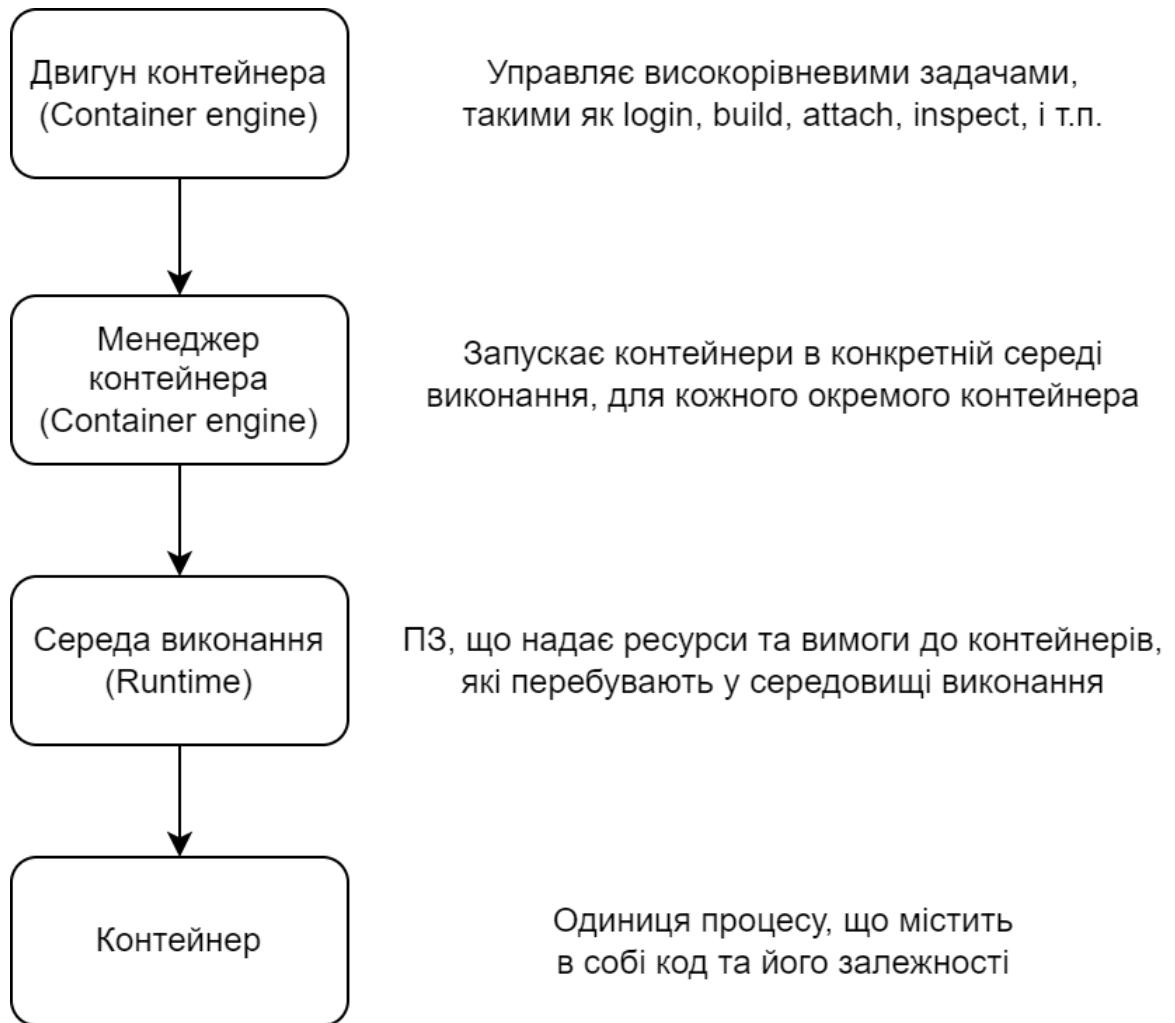 Двигун контейнера
(Container engine)
Управляє високорівневими задачами,
такими як login, build, attach, inspect, і т.п.
Менеджер
контейнера
(Container engine)
Запускає контейнери в конкретній середі
виконання, для кожного окремого контейнера
Середа виконання
(Runtime)
ПЗ, що надає ресурси та вимоги до контейнерів,
які перебувають у середовищі виконання
Контейнер
Одиниця процесу, що містить
в собі код та його залежності